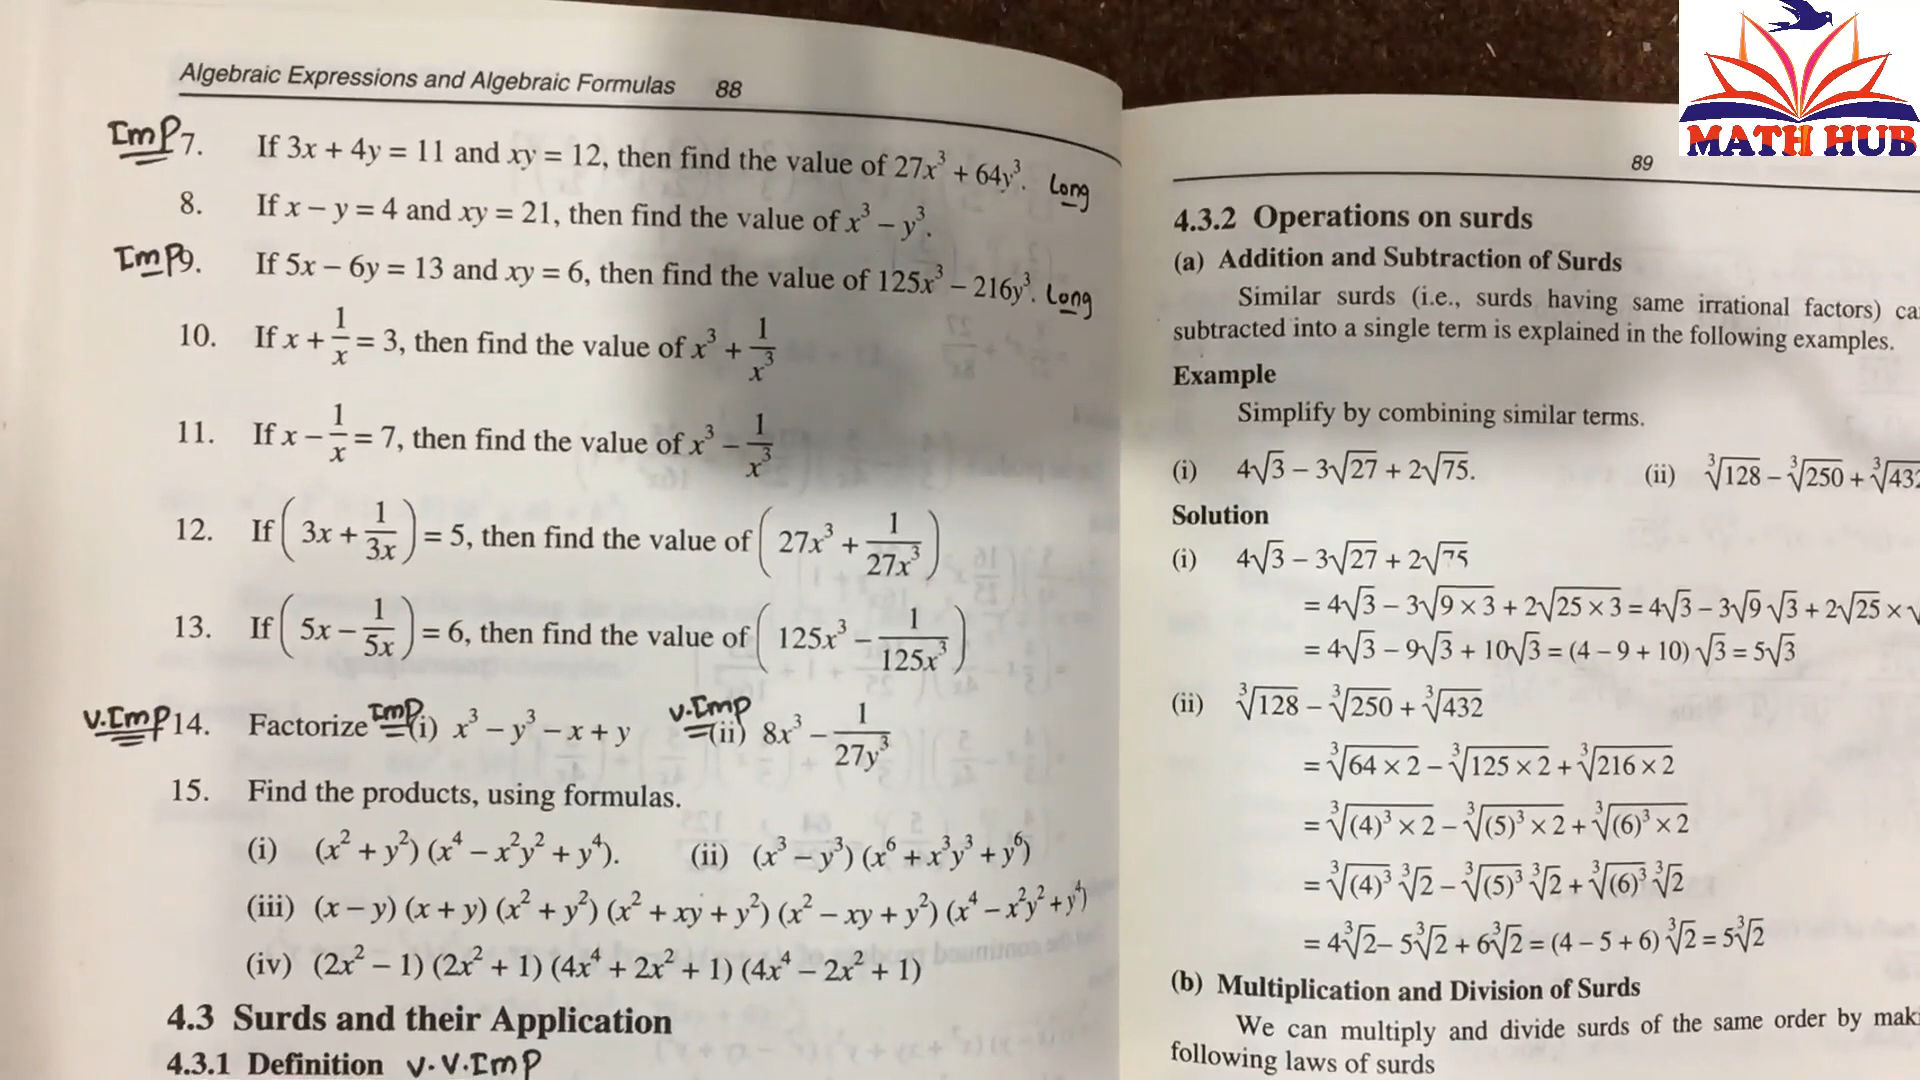 Algebraic Expressions and Algebraic Formulas 88
Imp 7. If 3x + 4y = 11 and xy = 12, then find the value of 27x³ + 64y³. Long
8. If x – y = 4 and xy = 21, then find the value of x³ – y³.
Imp 9. If 5x – 6y = 13 and xy = 6, then find the value of 125x³ – 216y³. Long
10. If x + 1/x = 3, then find the value of x³ + 1/x³
11. If x – 1/x = 7, then find the value of x³ – 1/x³
12. If (3x + 1/3x) = 5, then find the value of (27x³ + 1/27x³)
13. If (5x – 1/5x) = 6, then find the value of (125x³ – 1/125x³)
V.Imp 14. Factorize Imp (i) x³ – y³ – x + y V.Imp (ii) 8x³ – 1/27y³
15. Find the products, using formulas.
(i) (x² + y²) (x⁴ – x²y² + y⁴). (ii) (x³ – y³) (x⁶ + x³y³ + y⁶)
(iii) (x – y) (x + y) (x² + y²) (x² + xy + y²) (x² – xy + y²) (x⁴ – x²y² + y⁴)
(iv) (2x² – 1) (2x² + 1) (4x⁴ + 2x² + 1) (4x⁴ – 2x² + 1)
4.3 Surds and their Application
4.3.1 Definition V.V.Imp
MATH HUB
89
4.3.2 Operations on surds
(a) Addition and Subtraction of Surds
Similar surds (i.e., surds having same irrational factors)
subtracted into a single term is explained in the following examples.
Example
Simplify by combining similar terms.
(i) 4√3 – 3√27 + 2√75. (ii) ∛128 – ∛250 + ∛432
Solution
(i) 4√3 – 3√27 + 2√75
= 4√3 – 3√9 × 3 + 2√25 × 3 = 4√3 – 3√9 √3 + 2√25 ×
= 4√3 – 9√3 + 10√3 = (4 – 9 + 10) √3 = 5√3
(ii) ∛128 – ∛250 + ∛432
= ∛64 × 2 – ∛125 × 2 + ∛216 × 2
= ∛(4)³ × 2 – ∛(5)³ × 2 + ∛(6)³ × 2
= ∛(4)³ ∛2 – ∛(5)³ ∛2 + ∛(6)³ ∛2
= 4∛2 – 5∛2 + 6∛2 = (4 – 5 + 6) ∛2 = 5∛2
(b) Multiplication and Division of Surds
We can multiply and divide surds of the same order by
following laws of surds